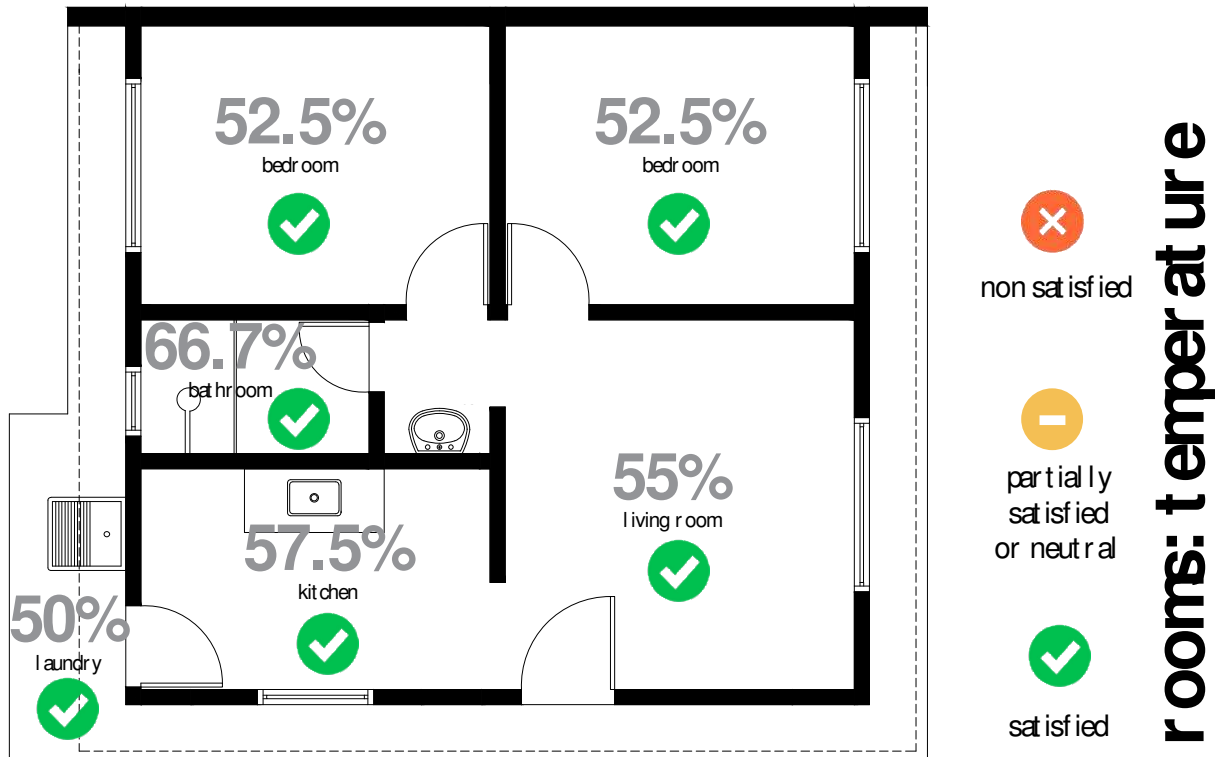 52.5%
bedroom
52.5%
bedroom
66.7%
bathroom
55%
living room
57.5%
kitchen
50%
laundry
non satisfied
partially
satisfied
or neutral
satisfied
rooms: temperature